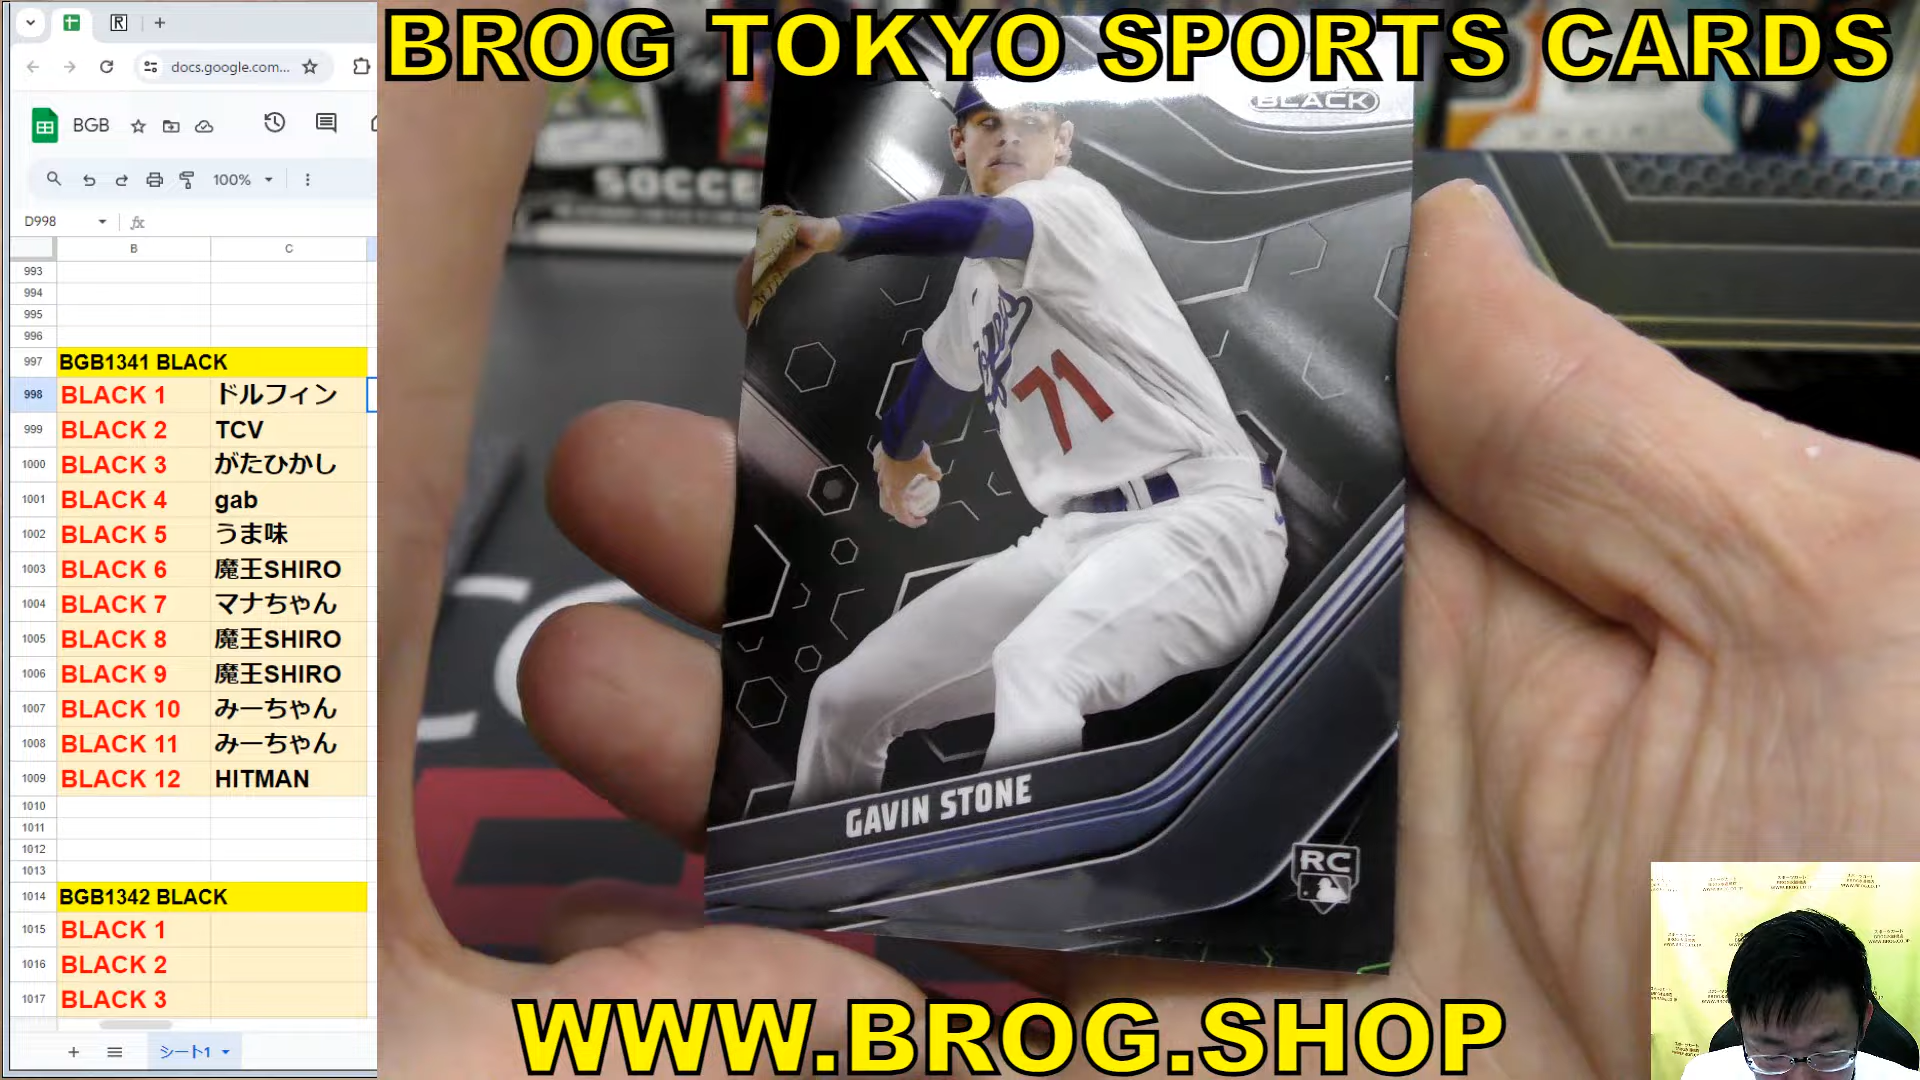 BROG TOKYO SPORTS CARDS
docs.google.com...
BGB
100%
D998
fx
B C
993
994
995
996
997 BGB1341 BLACK
998 BLACK 1 ドルフィン
999 BLACK 2 TCV
1000 BLACK 3 がたひかし
1001 BLACK 4 gab
1002 BLACK 5 うま味
1003 BLACK 6 魔王SHIRO
1004 BLACK 7 マナちゃん
1005 BLACK 8 魔王SHIRO
1006 BLACK 9 魔王SHIRO
1007 BLACK 10 みーちゃん
1008 BLACK 11 みーちゃん
1009 BLACK 12 HITMAN
1010
1011
1012
1013
1014 BGB1342 BLACK
1015 BLACK 1
1016 BLACK 2
1017 BLACK 3
シート1
BLACK
SOCCE
71
GAVIN STONE
RC
WWW.BROG.SHOP